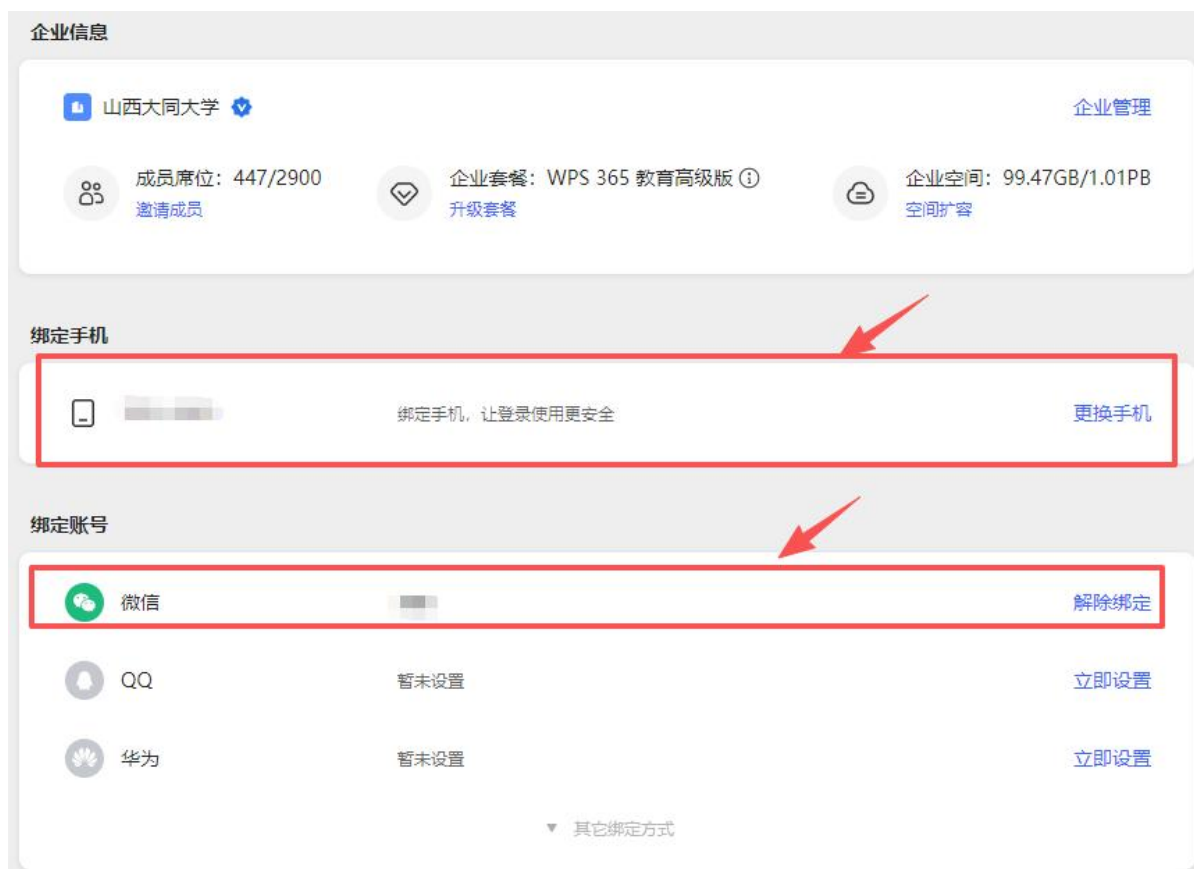 企业信息
山西大同大学
企业管理
成员席位：447/2900
邀请成员
企业套餐：WPS 365 教育高级版
升级套餐
企业空间：99.47GB/1.01PB
空间扩容
绑定手机
绑定手机，让登录使用更安全
更换手机
绑定账号
微信
解除绑定
QQ
暂未设置
立即设置
华为
暂未设置
立即设置
其它绑定方式